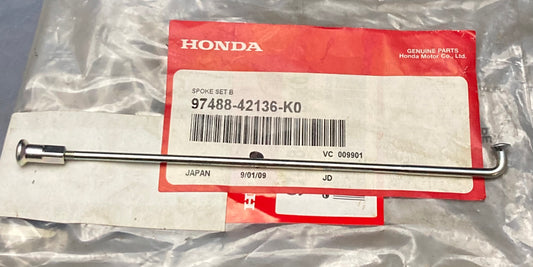 HONDA
GENUINE PARTS
Honda Motor Co., Ltd.
SPOKE SET B
97488-42136-K0
VC 009901
JAPAN 9/01/09 JD